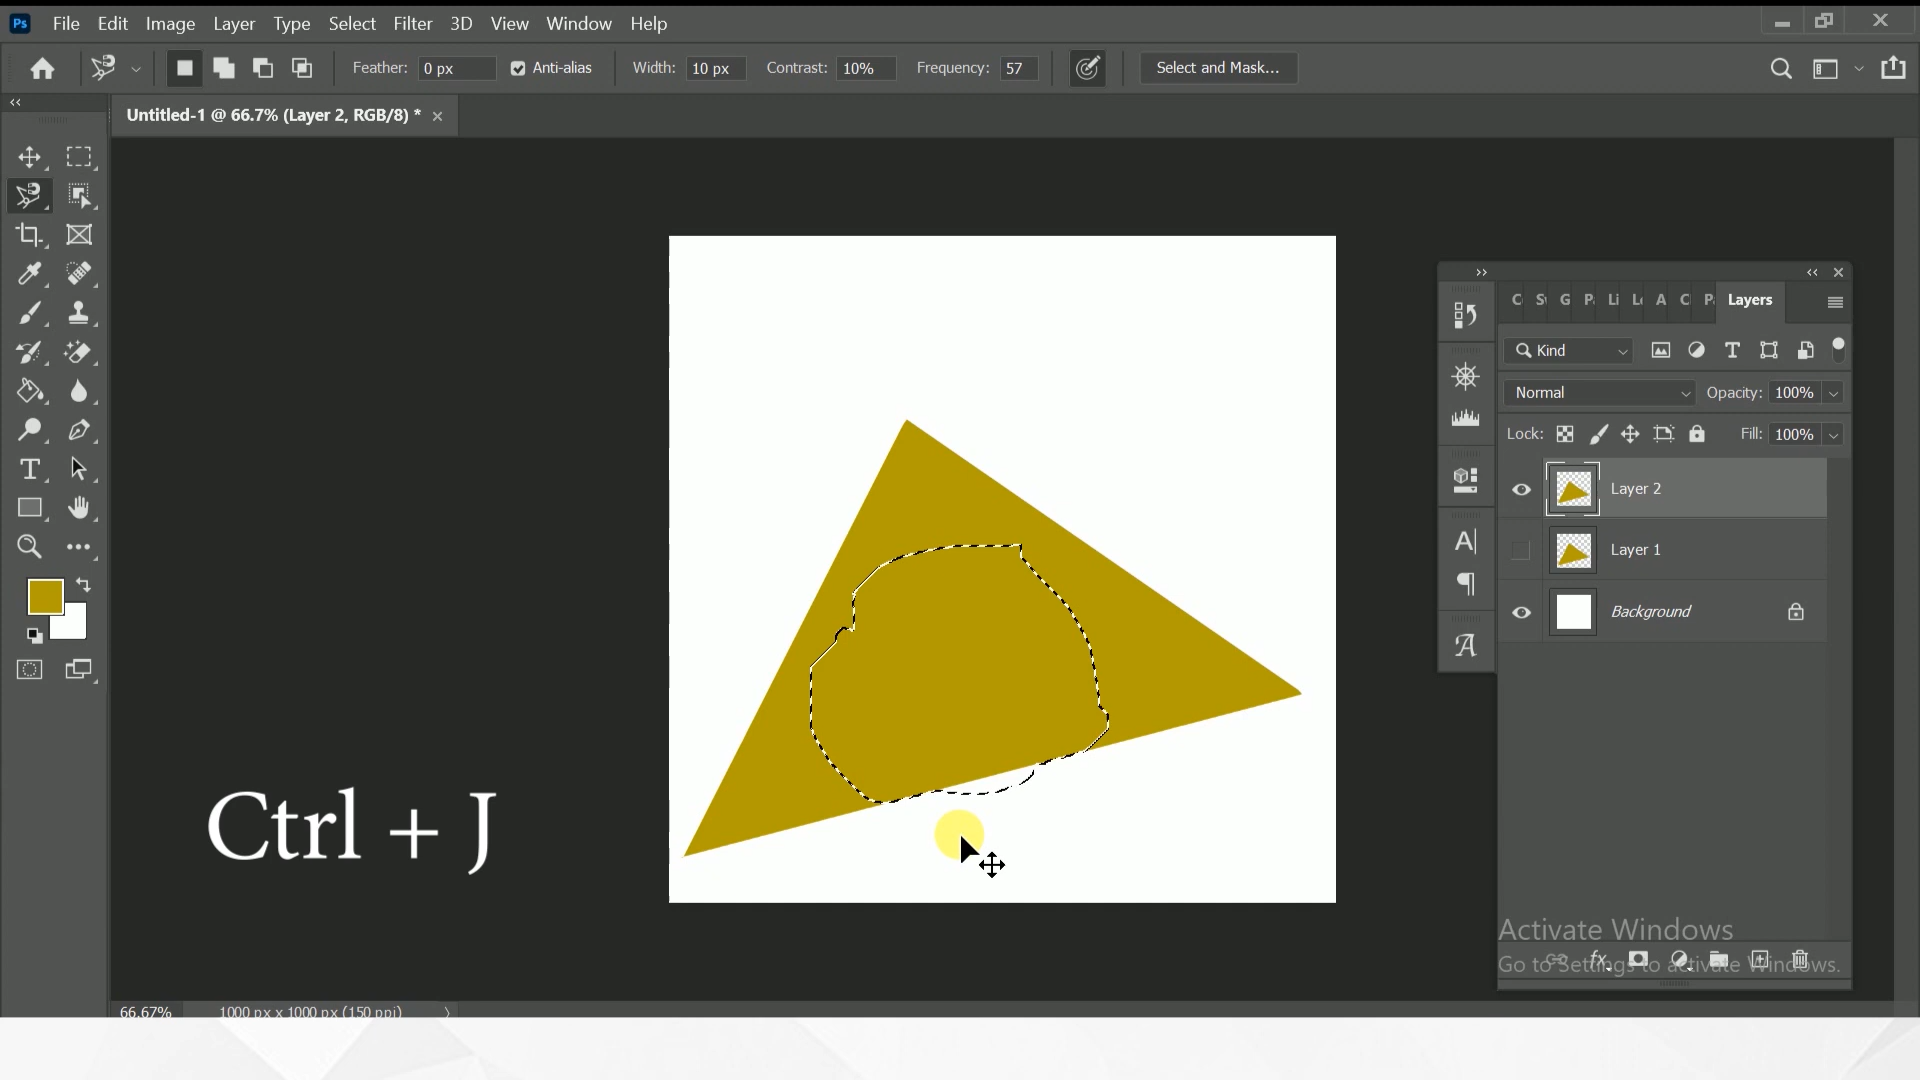 Ps File Edit Image Layer Type Select Filter 3D View Window Help
Feather: 0 px Anti-alias Width: 10 px Contrast: 10% Frequency: 57 Select and Mask...
Untitled-1 @ 66.7% (Layer 2, RGB/8) *
C S G P Li L A C P Layers
Kind
Normal Opacity: 100%
Lock: Fill: 100%
Layer 2
Layer 1
Background
Ctrl + J
Activate Windows
Go to Settings to activate Windows.
66.67% 1000 px x 1000 px (150 ppi)